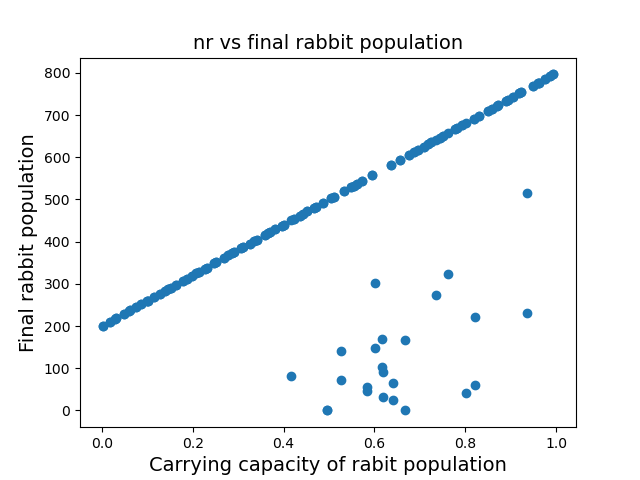 nr vs final rabbit population
800
700
600
500
400
300
200
100
0
Final rabbit population
0.0 0.2 0.4 0.6 0.8 1.0
Carrying capacity of rabit population